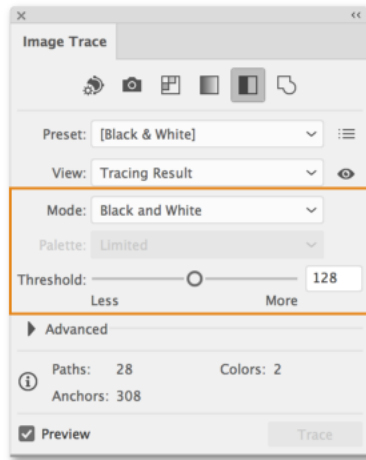 Image Trace
Preset: [Black & White]
View: Tracing Result
Mode: Black and White
Palette: Limited
Threshold: 128
Less More
Advanced
Paths: 28 Colors: 2
Anchors: 308
Preview Trace